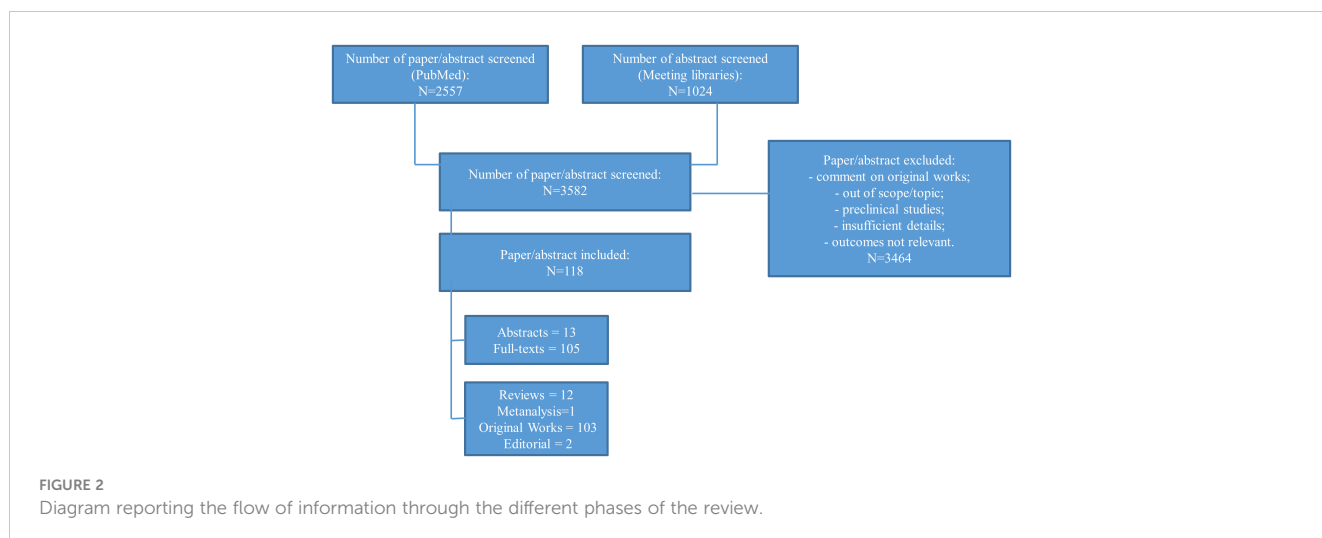 Number of paper/abstract screened
(PubMed):
N=2557
Number of abstract screened
(Meeting libraries):
N=1024
Number of paper/abstract screened:
N=3582
Paper/abstract excluded:
- comment on original works;
- out of scope/topic;
- preclinical studies;
- insufficient details;
- outcomes not relevant.
N=3464
Paper/abstract included:
N=118
Abstracts = 13
Full-texts = 105
Reviews = 12
Metanalysis=1
Original Works = 103
Editorial = 2
FIGURE 2
Diagram reporting the flow of information through the different phases of the review.